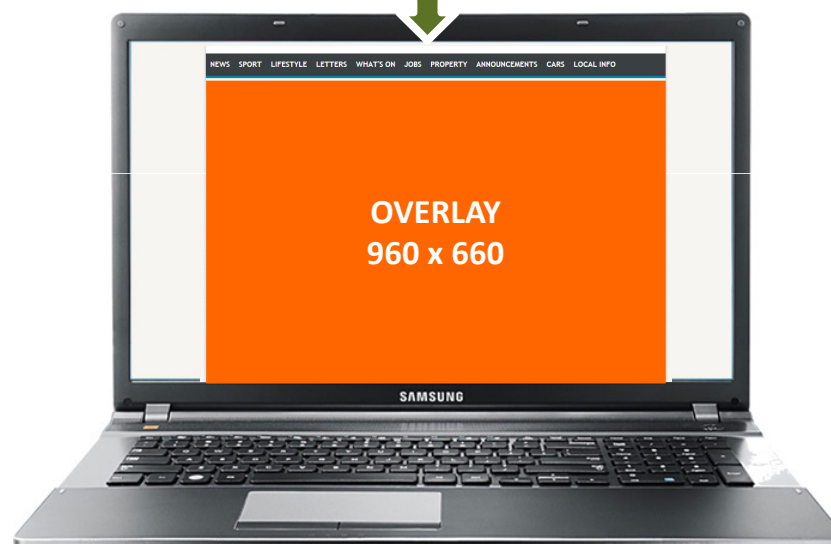 NEWS SPORT LIFESTYLE LETTERS WHAT'S ON JOBS PROPERTY ANNOUNCEMENTS CARS LOCAL INFO
OVERLAY
960 x 660
SAMSUNG